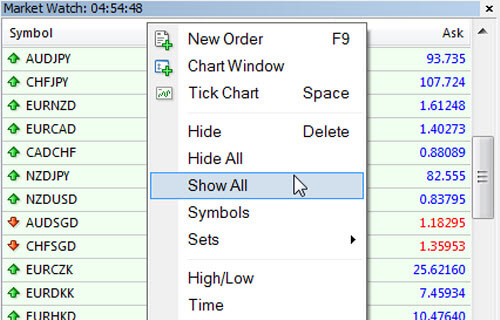 Market Watch: 04:54:48
Symbol Ask
AUDJPY 93.735
CHFJPY 107.724
EURNZD 1.61248
EURCAD 1.40273
CADCHF 0.88089
NZDJPY 82.555
NZDUSD 0.83795
AUDSGD 1.18295
CHFSGD 1.35953
EURCZK 25.62160
EURDKK 7.45934
EURHKD 10.47640
New Order F9
Chart Window
Tick Chart Space
Hide Delete
Hide All
Show All
Symbols
Sets
High/Low
Time